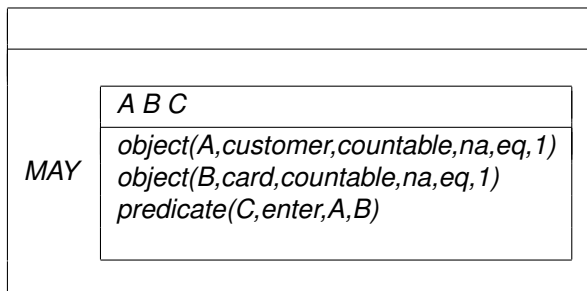 A B C
object(A,customer,countable,na,eq,1)
object(B,card,countable,na,eq,1)
MAY
predicate(C,enter,A,B)